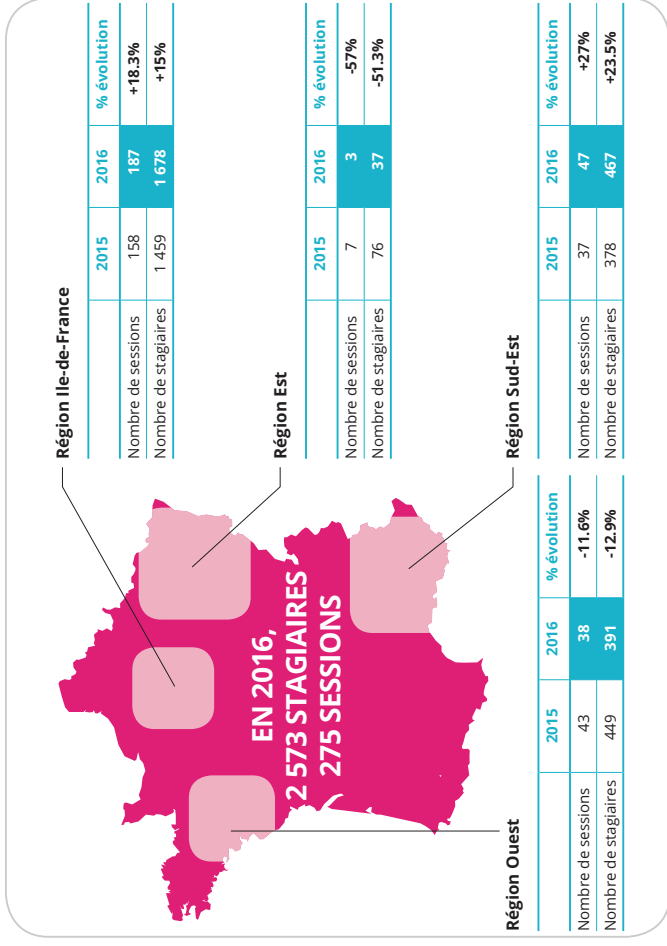 Région Ile-de-France
2015 2016 % évolution
Nombre de sessions 158 187 +18.3%
Nombre de stagiaires 1 459 1 678 +15%
Région Est
2015 2016 % évolution
Nombre de sessions 7 3 -57%
Nombre de stagiaires 76 37 -51.3%
EN 2016,
2 573 STAGIAIRES
275 SESSIONS
Région Sud-Est
2015 2016 % évolution
Nombre de sessions 37 47 +27%
Nombre de stagiaires 378 467 +23.5%
Région Ouest
2015 2016 % évolution
Nombre de sessions 43 38 -11.6%
Nombre de stagiaires 449 391 -12.9%